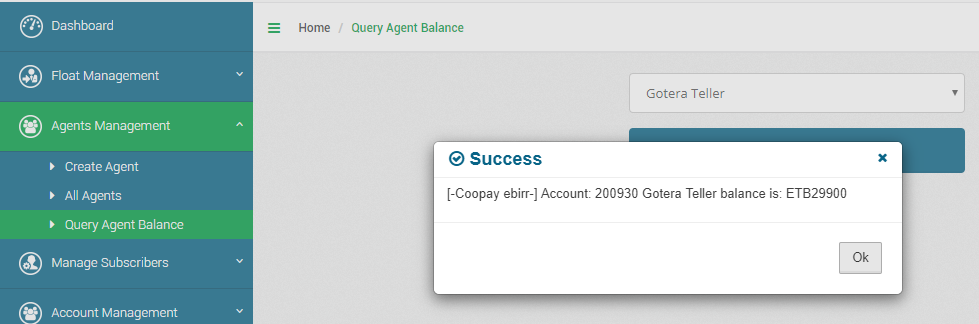 Dashboard
Home / Query Agent Balance
Float Management
Gotera Teller
Agents Management
Create Agent
All Agents
Query Agent Balance
Manage Subscribers
Account Management
Success
[-Coopay ebirr-] Account: 200930 Gotera Teller balance is: ETB29900
Ok